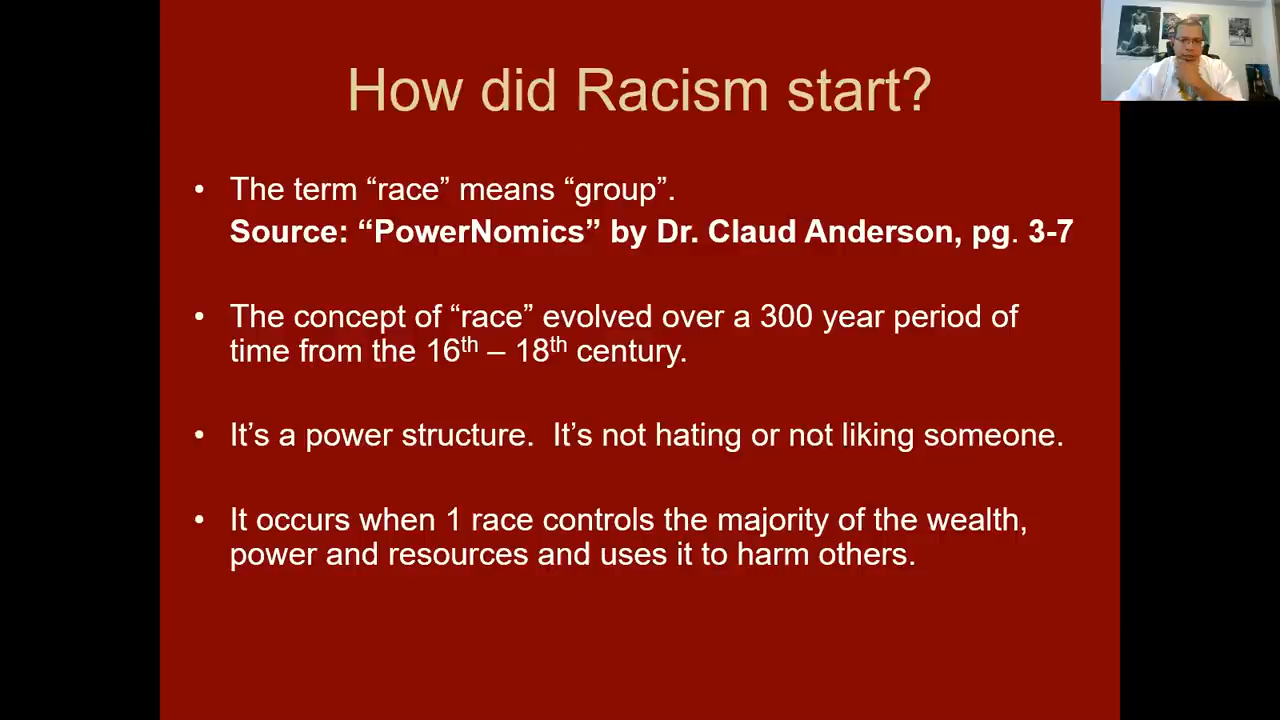 How did Racism start?
• The term “race” means “group”.
Source: “PowerNomics” by Dr. Claud Anderson, pg. 3-7
• The concept of “race” evolved over a 300 year period of
time from the 16th – 18th century.
• It’s a power structure.  It’s not hating or not liking someone.
• It occurs when 1 race controls the majority of the wealth,
power and resources and uses it to harm others.